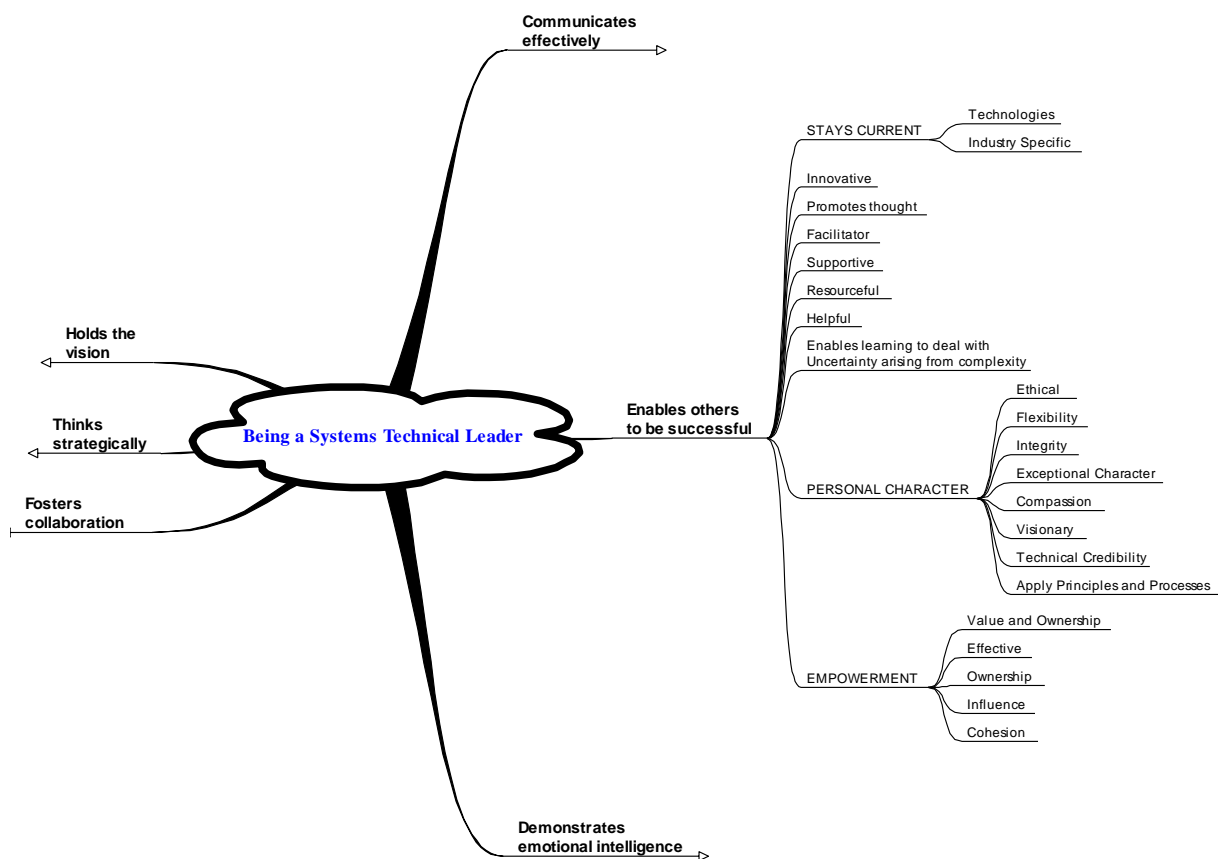 Communicates
effectively
STAYS CURRENT
Technologies
Industry Specific
Innovative
Promotes thought
Facilitator
Supportive
Resourceful
Helpful
Enables learning to deal with
Uncertainty arising from complexity
Holds the
vision
Thinks
strategically
Fosters
collaboration
Being a Systems Technical Leader
Enables others
to be successful
PERSONAL CHARACTER
Ethical
Flexibility
Integrity
Exceptional Character
Compassion
Visionary
Technical Credibility
Apply Principles and Processes
EMPOWERMENT
Value and Ownership
Effective
Ownership
Influence
Cohesion
Demonstrates
emotional intelligence